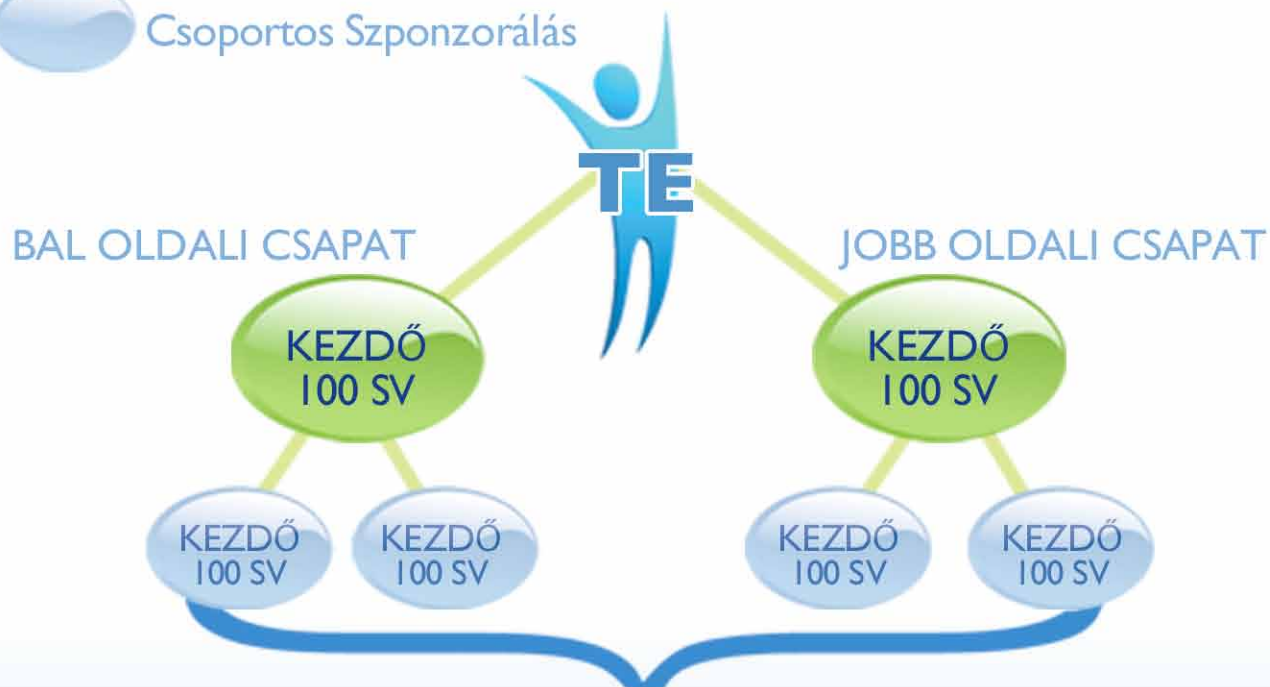 Csoportos Szponzorálás
TE
BAL OLDALI CSAPAT
JOBB OLDALI CSAPAT
KEZDŐ
100 SV
KEZDŐ
100 SV
KEZDŐ
100 SV
KEZDŐ
100 SV
KEZDŐ
100 SV
KEZDŐ
100 SV